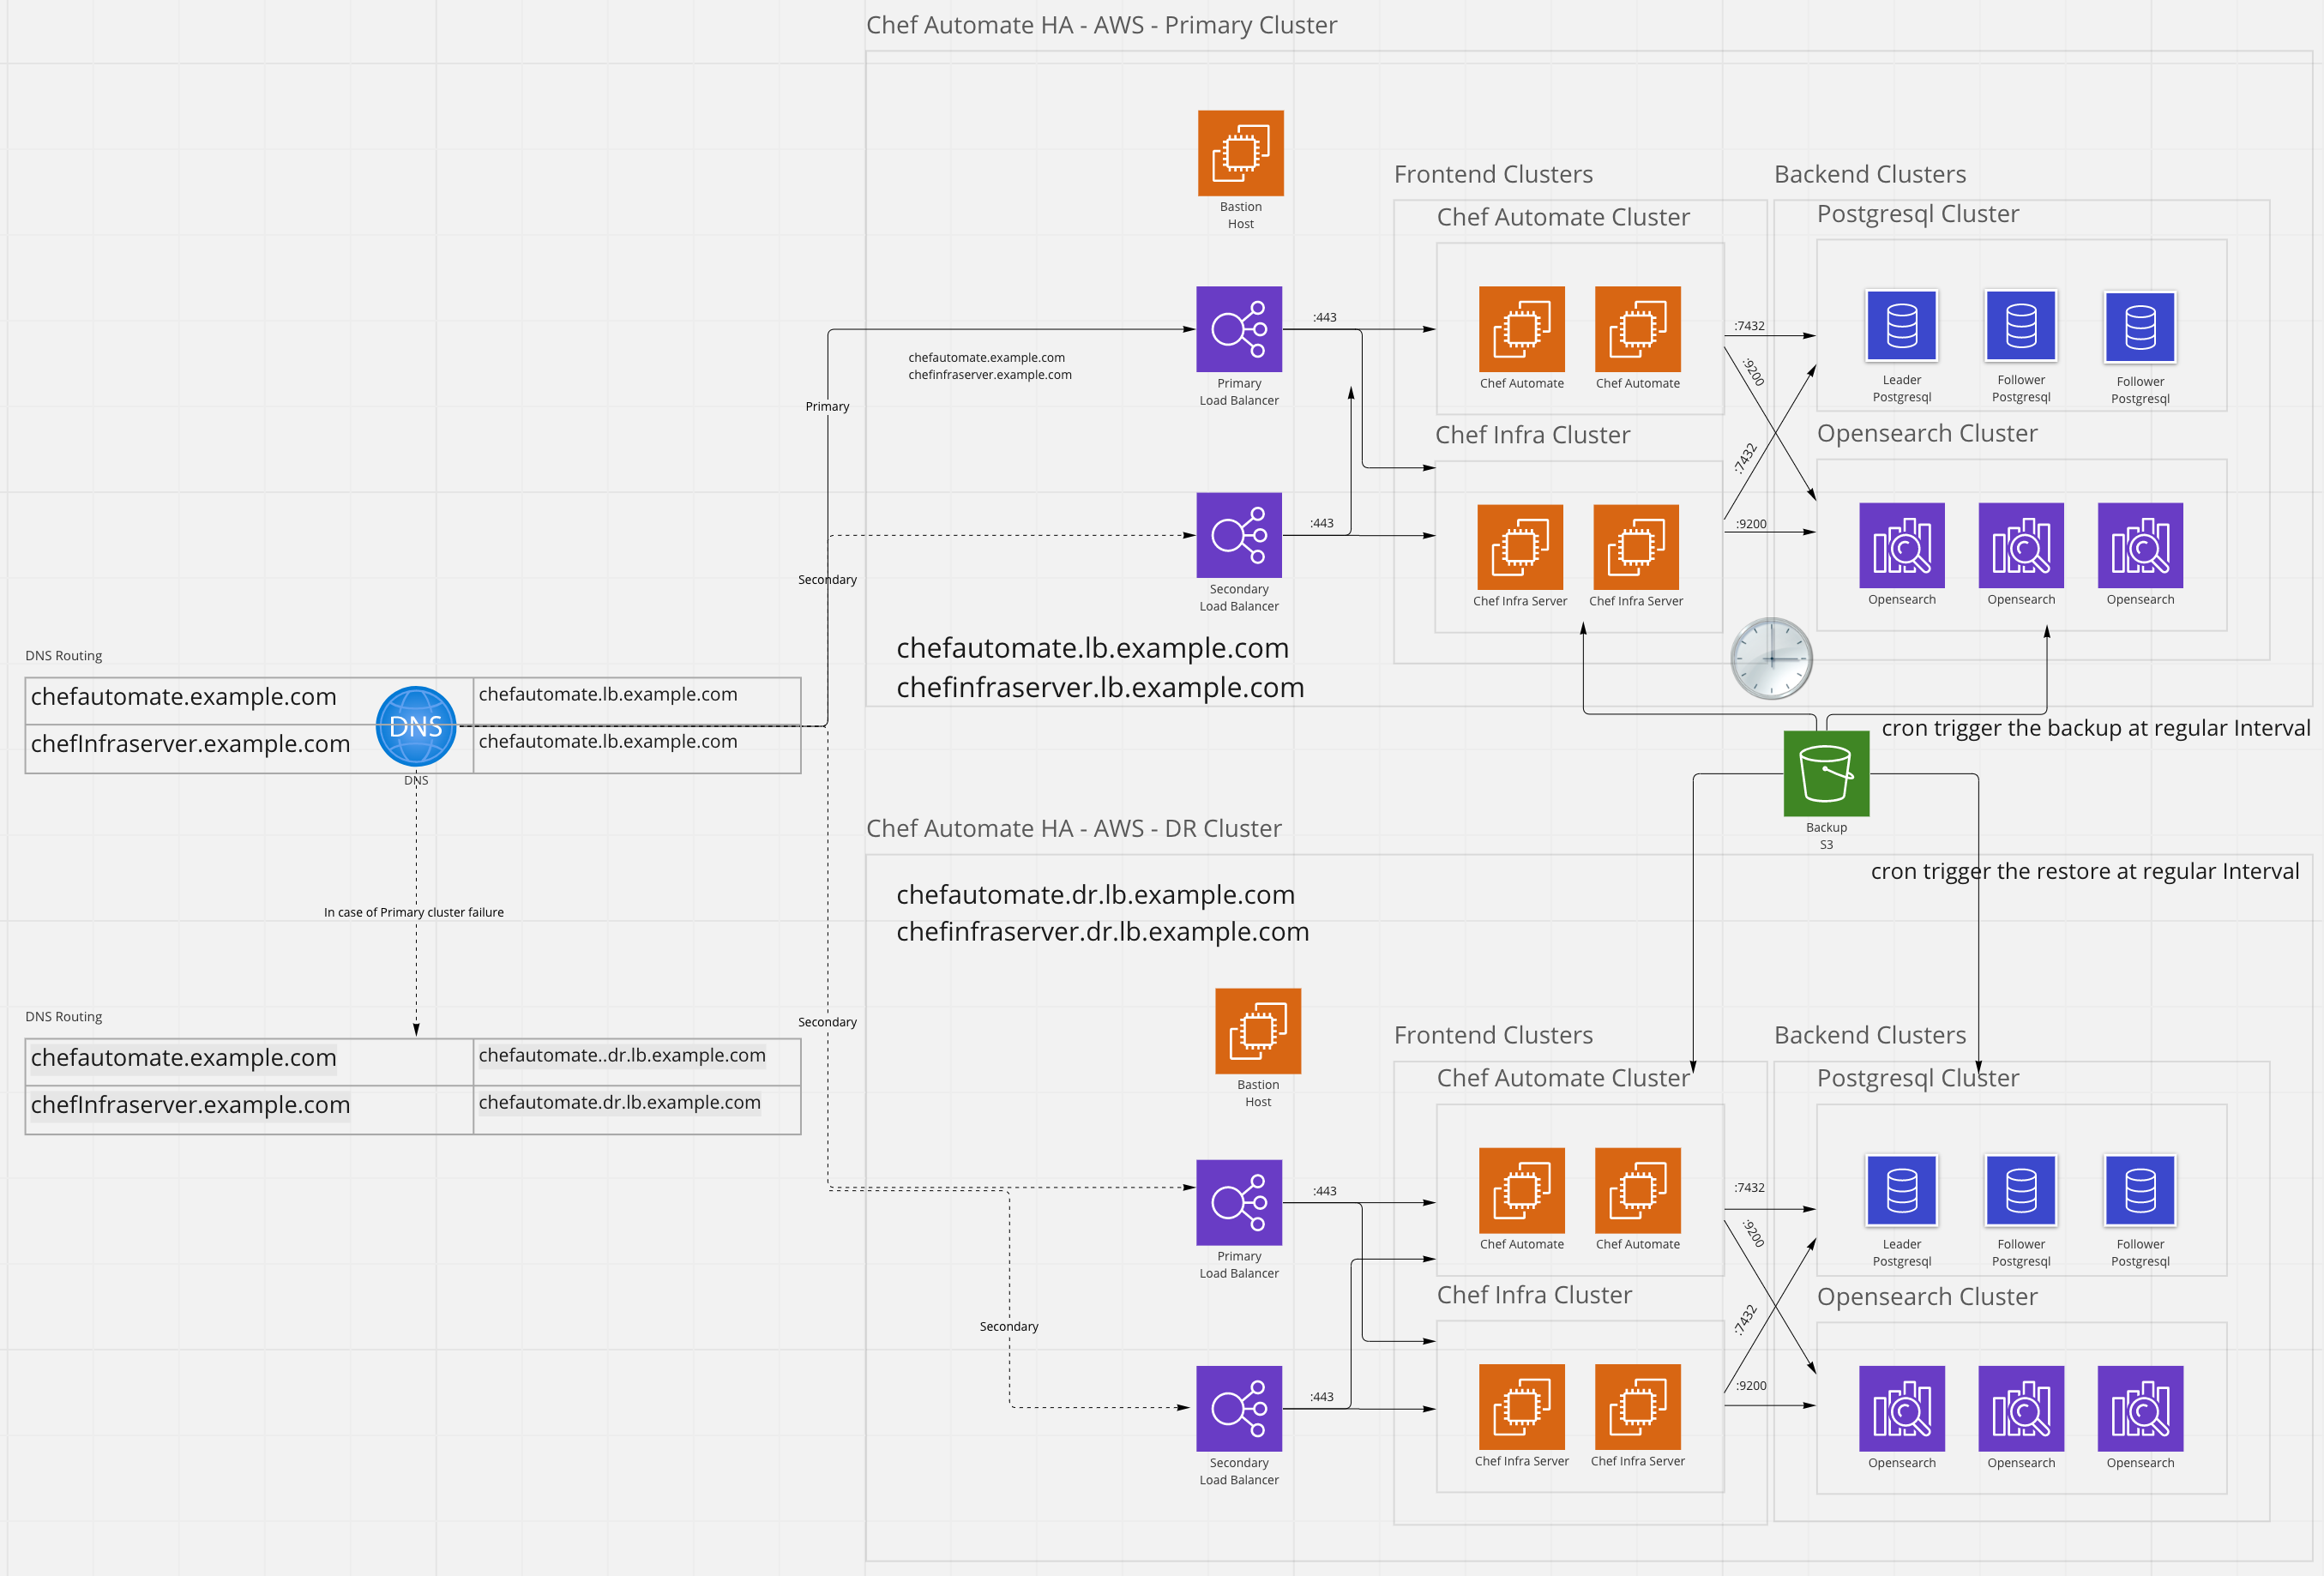 Chef Automate HA - AWS - Primary Cluster
Bastion
Host
Frontend Clusters
Backend Clusters
Chef Automate Cluster
Postgresql Cluster
:443
:7432
:9200
chefautomate.example.com
chefinfraserver.example.com
Primary
Load Balancer
Chef Automate
Chef Automate
Leader
Postgresql
Follower
Postgresql
Follower
Postgresql
Primary
Chef Infra Cluster
Opensearch Cluster
:7432
:443
:9200
Secondary
Secondary
Load Balancer
Chef Infra Server
Chef Infra Server
Opensearch
Opensearch
Opensearch
chefautomate.lb.example.com
chefinfraserver.lb.example.com
DNS Routing
chefautomate.example.com
chefautomate.lb.example.com
DNS
chefInfraserver.example.com
chefautomate.lb.example.com
DNS
cron trigger the backup at regular Interval
Backup
S3
Chef Automate HA - AWS - DR Cluster
cron trigger the restore at regular Interval
chefautomate.dr.lb.example.com
chefinfraserver.dr.lb.example.com
In case of Primary cluster failure
DNS Routing
chefautomate.example.com
chefautomate..dr.lb.example.com
chefInfraserver.example.com
chefautomate.dr.lb.example.com
Secondary
Bastion
Host
Frontend Clusters
Backend Clusters
Chef Automate Cluster
Postgresql Cluster
:443
:7432
:9200
Primary
Load Balancer
Chef Automate
Chef Automate
Leader
Postgresql
Follower
Postgresql
Follower
Postgresql
Chef Infra Cluster
Opensearch Cluster
:7432
Secondary
:443
:9200
Secondary
Load Balancer
Chef Infra Server
Chef Infra Server
Opensearch
Opensearch
Opensearch